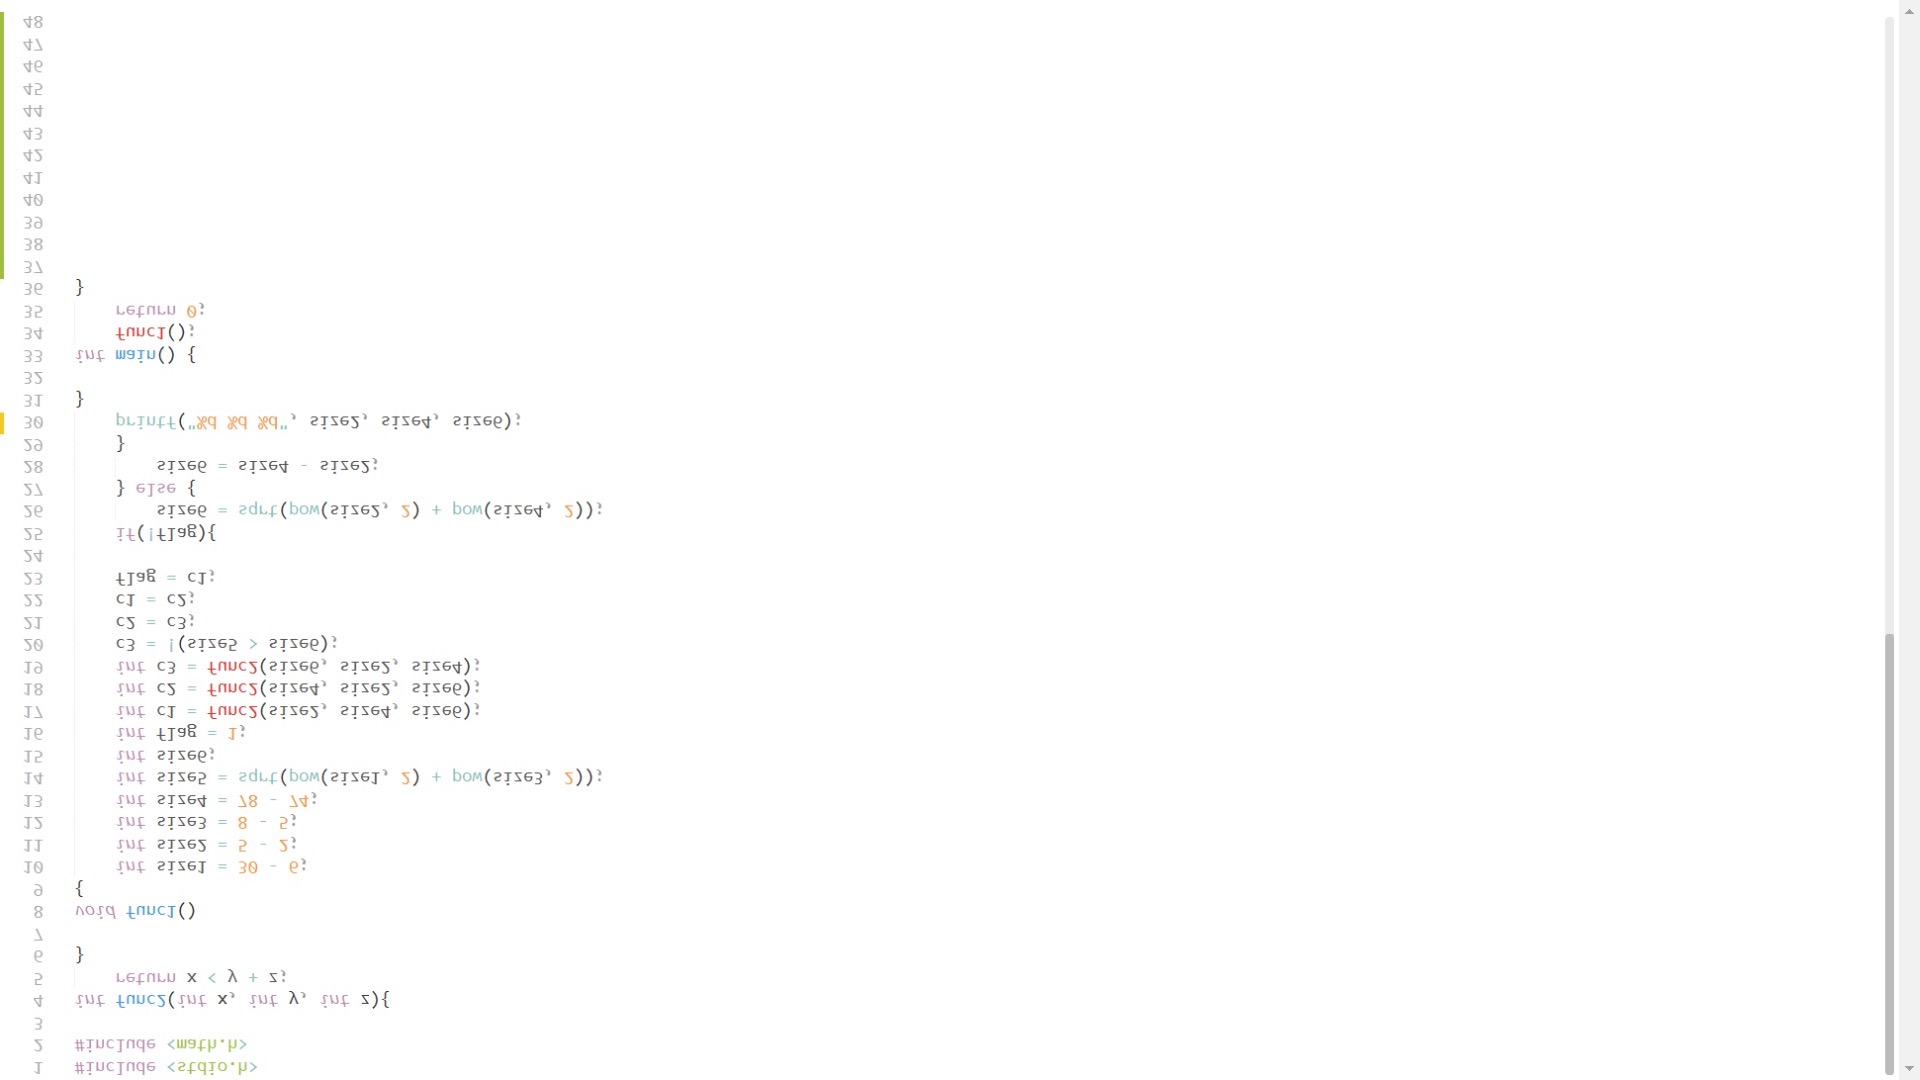 1 #include <stdio.h>
2 #include <math.h>
3
4 int func2(int x, int y, int z){
5 return x < y + z;
6 }
7
8 void func1()
9 {
10 int size1 = 30 - 6;
11 int size2 = 5 - 2;
12 int size3 = 8 - 5;
13 int size4 = 78 - 74;
14 int size5 = sqrt(pow(size1, 2) + pow(size3, 2));
15 int size6;
16 int flag = 1;
17 int c1 = func2(size2, size4, size6);
18 int c2 = func2(size4, size2, size6);
19 int c3 = func2(size6, size2, size4);
20 c3 = !(size5 > size6);
21 c2 = c3;
22 c1 = c2;
23 flag = c1;
24
25 if(!flag){
26 size6 = sqrt(pow(size2, 2) + pow(size4, 2));
27 } else {
28 size6 = size4 - size2;
29 }
30 printf("%d %d %d", size2, size4, size6);
31 }
32
33 int main() {
34 func1();
35 return 0;
36 }
37
38
39
40
41
42
43
44
45
46
47
48